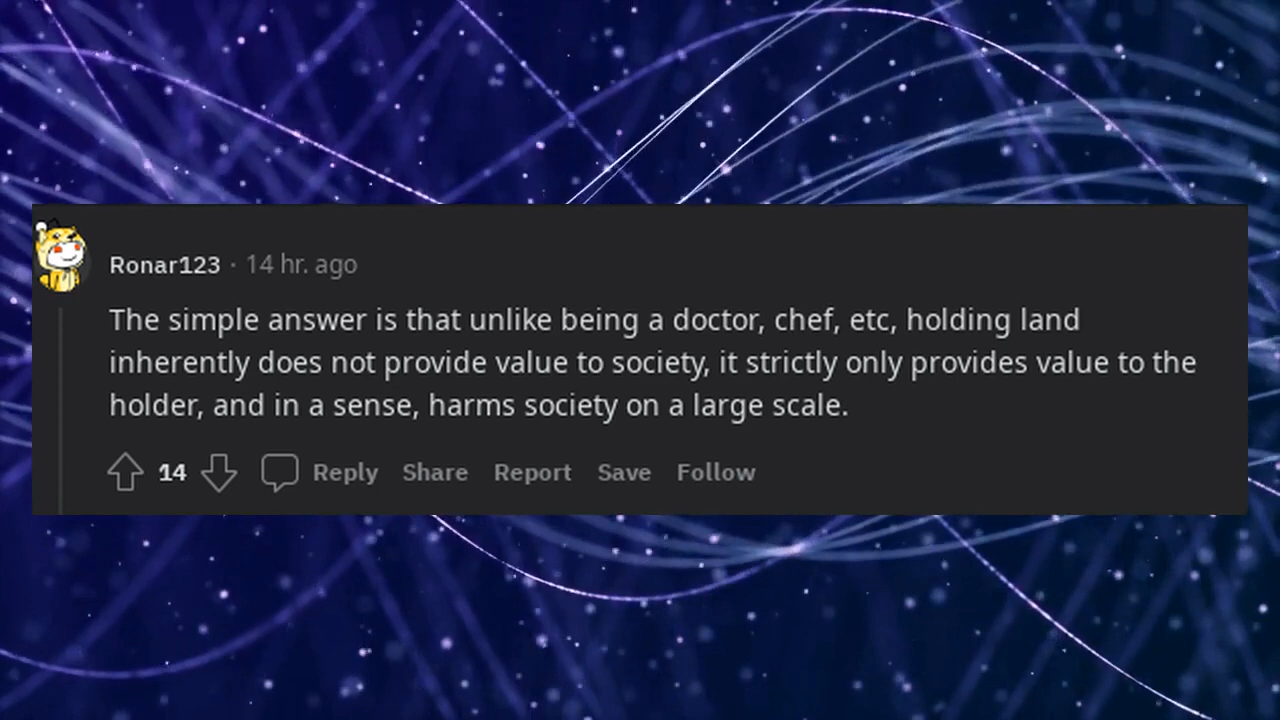 Ronar123 · 14 hr. ago
The simple answer is that unlike being a doctor, chef, etc, holding land
inherently does not provide value to society, it strictly only provides value to the
holder, and in a sense, harms society on a large scale.
14 Reply Share Report Save Follow